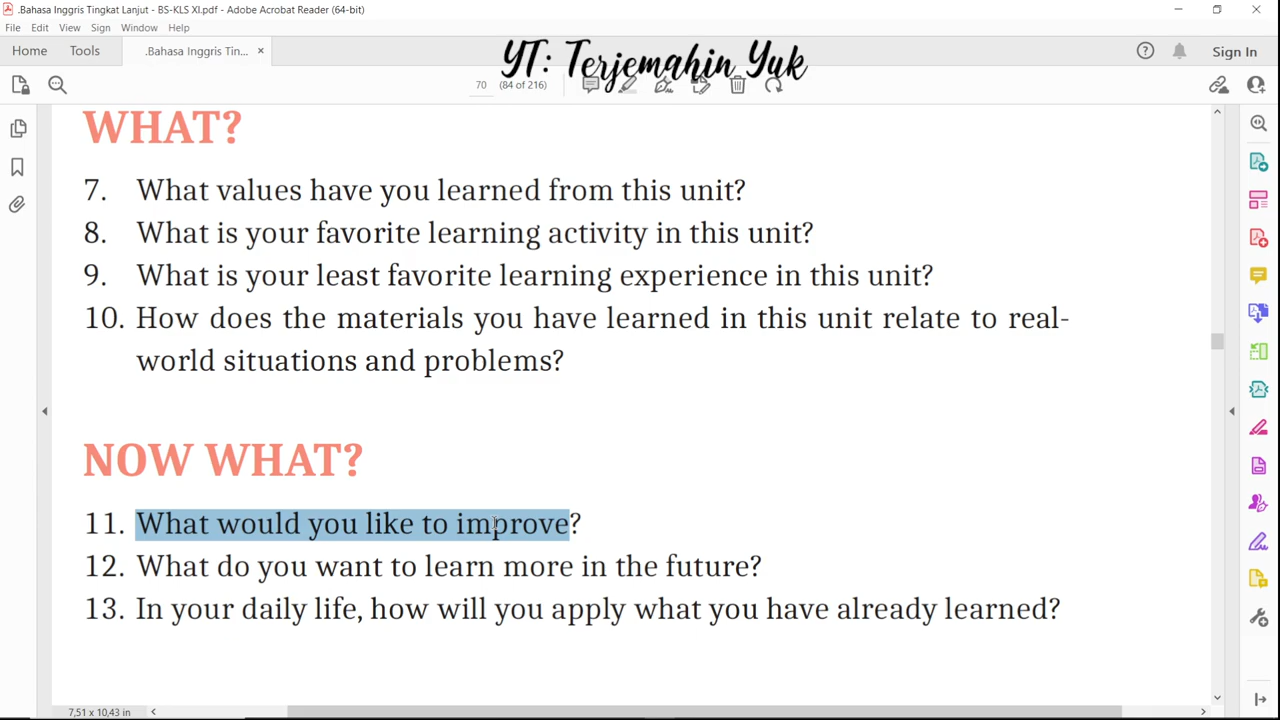 .Bahasa Inggris Tingkat Lanjut - BS-KLS XI.pdf - Adobe Acrobat Reader (64-bit)
File Edit View Sign Window Help
Home Tools .Bahasa Inggris Tin... × Sign In
YT: Terjemahin Yuk
70 (84 of 216)
WHAT?
7. What values have you learned from this unit?
8. What is your favorite learning activity in this unit?
9. What is your least favorite learning experience in this unit?
10. How does the materials you have learned in this unit relate to real-
world situations and problems?
NOW WHAT?
11. What would you like to improve?
12. What do you want to learn more in the future?
13. In your daily life, how will you apply what you have already learned?
7,51 x 10,43 in